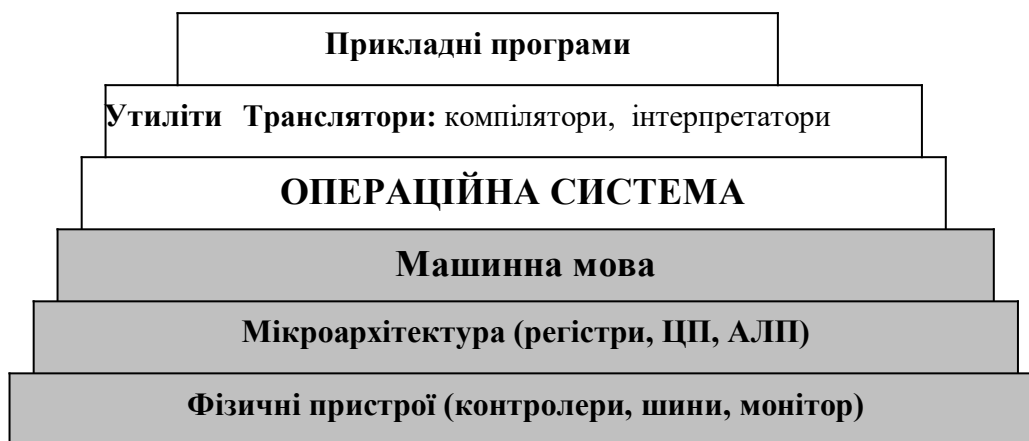 Прикладні програми
Утиліти Транслятори: компілятори, інтерпретатори
ОПЕРАЦІЙНА СИСТЕМА
Машинна мова
Мікроархітектура (регістри, ЦП, АЛП)
Фізичні пристрої (контролери, шини, монітор)